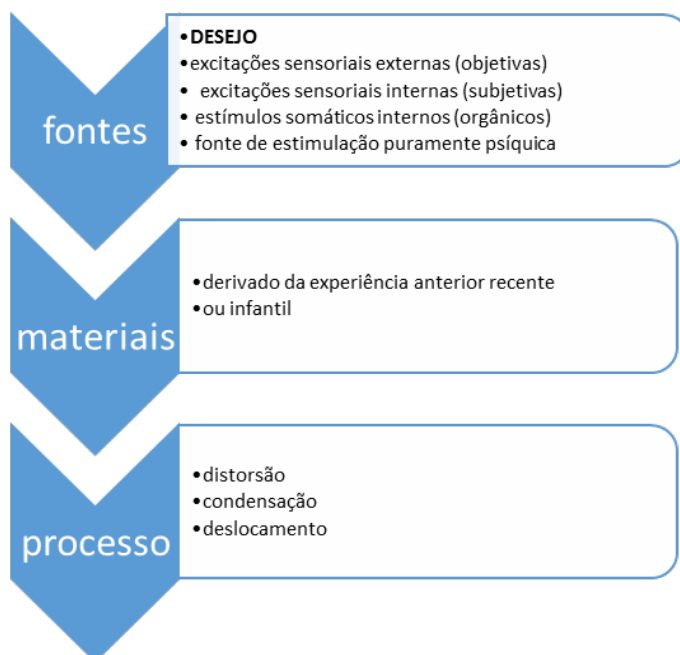 fontes
•DESEJO
•excitações sensoriais externas (objetivas)
• excitações sensoriais internas (subjetivas)
• estímulos somáticos internos (orgânicos)
• fonte de estimulação puramente psíquica
materiais
•derivado da experiência anterior recente
•ou infantil
processo
•distorsão
•condensação
•deslocamento